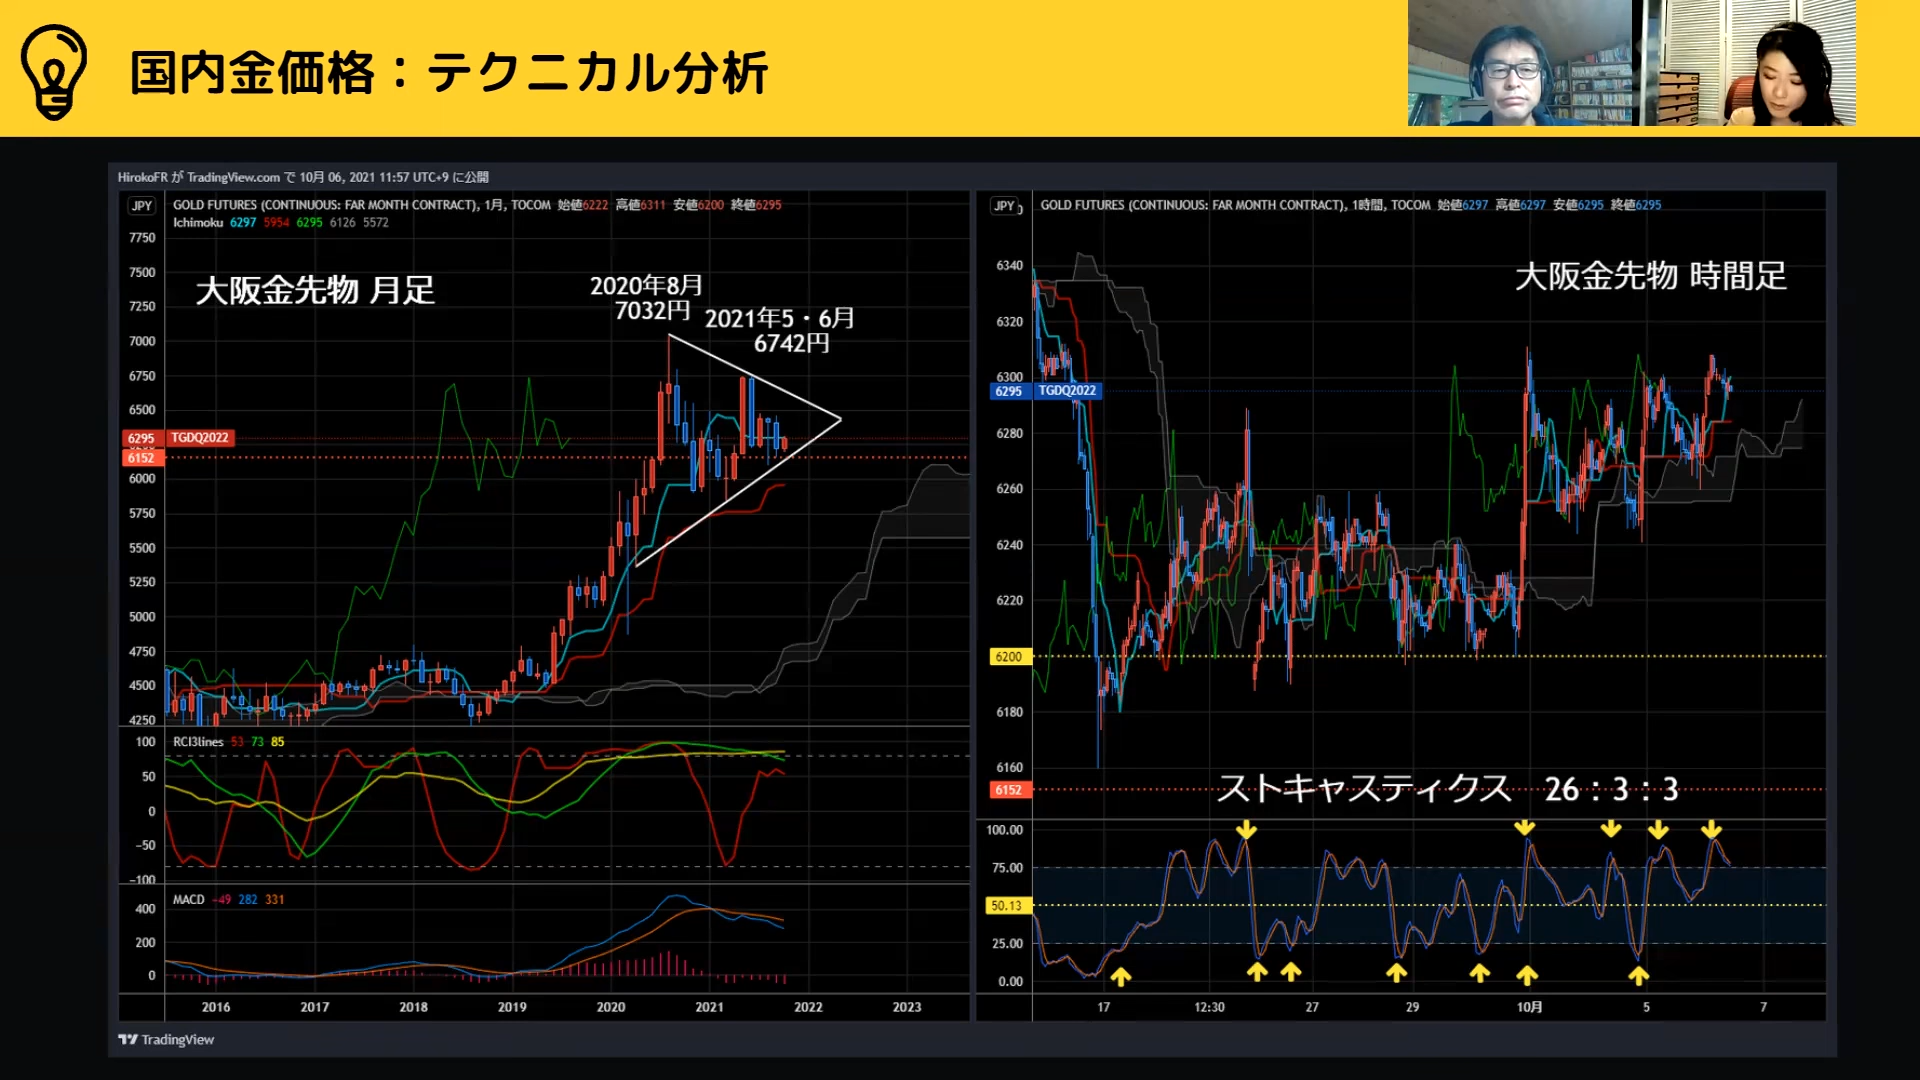 国内金価格：テクニカル分析
HirokoFR が TradingView.com で 10月 06, 2021 11:57 UTC+9 に公開
JPY
GOLD FUTURES (CONTINUOUS: FAR MONTH CONTRACT), 1月, TOCOM 始値6222 高値6311 安値6200 終値6295
Ichimoku 6297 5954 6295 6126 5572
大阪金先物 月足
2020年8月
7032円
2021年5・6月
6742円
7750
7500
7250
7000
6750
6500
6295 TGDQ2022
6152
6000
5750
5500
5250
5000
4750
4500
4250
RCI3lines 53 73 85
100
50
0
−50
−100
MACD −49 282 331
400
200
0
2016 2017 2018 2019 2020 2021 2022 2023
JPY
GOLD FUTURES (CONTINUOUS: FAR MONTH CONTRACT), 1時間, TOCOM 始値6297 高値6297 安値6295 終値6295
大阪金先物 時間足
6340
6320
6300
6295 TGDQ2022
6280
6260
6240
6220
6200
6180
6160
6152
ストキャスティクス 26：3：3
100.00
75.00
50.13
25.00
0.00
17 12:30 27 29 10月 5 7
TradingView